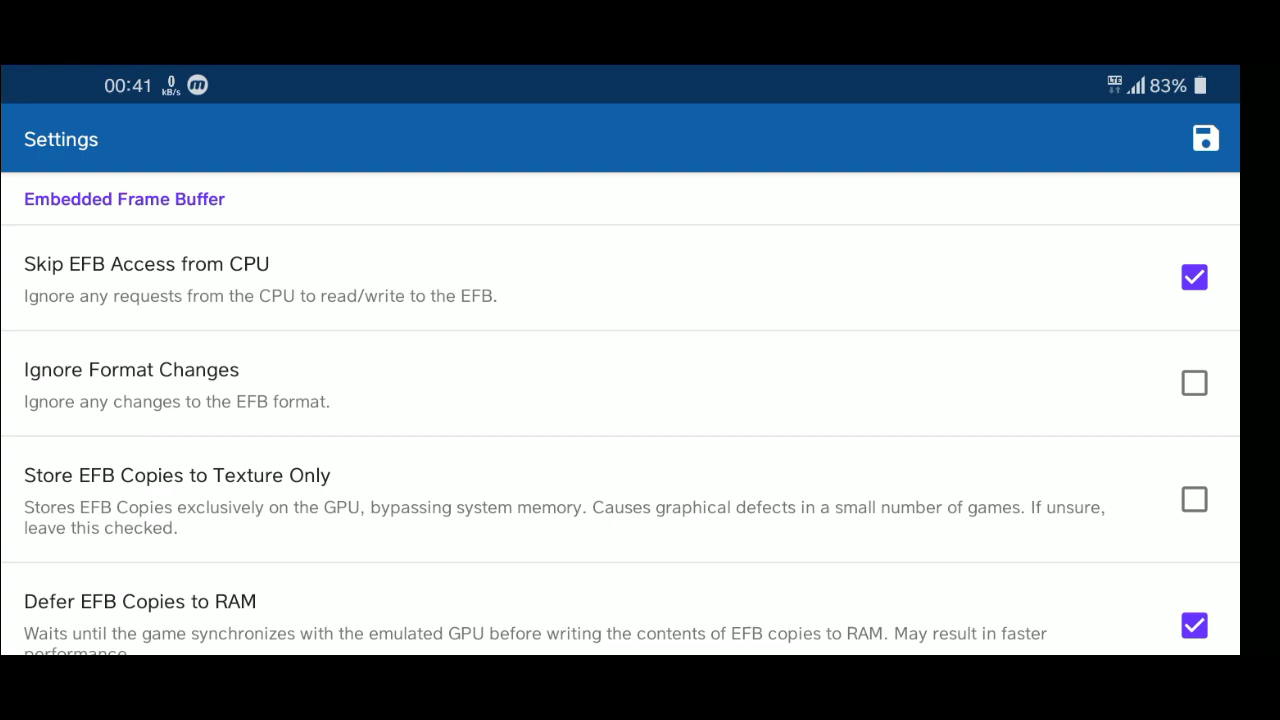 00:41 0 kB/s m LTE 83%
Settings
Embedded Frame Buffer
Skip EFB Access from CPU
Ignore any requests from the CPU to read/write to the EFB.
Ignore Format Changes
Ignore any changes to the EFB format.
Store EFB Copies to Texture Only
Stores EFB Copies exclusively on the GPU, bypassing system memory. Causes graphical defects in a small number of games. If unsure,
leave this checked.
Defer EFB Copies to RAM
Waits until the game synchronizes with the emulated GPU before writing the contents of EFB copies to RAM. May result in faster
performance